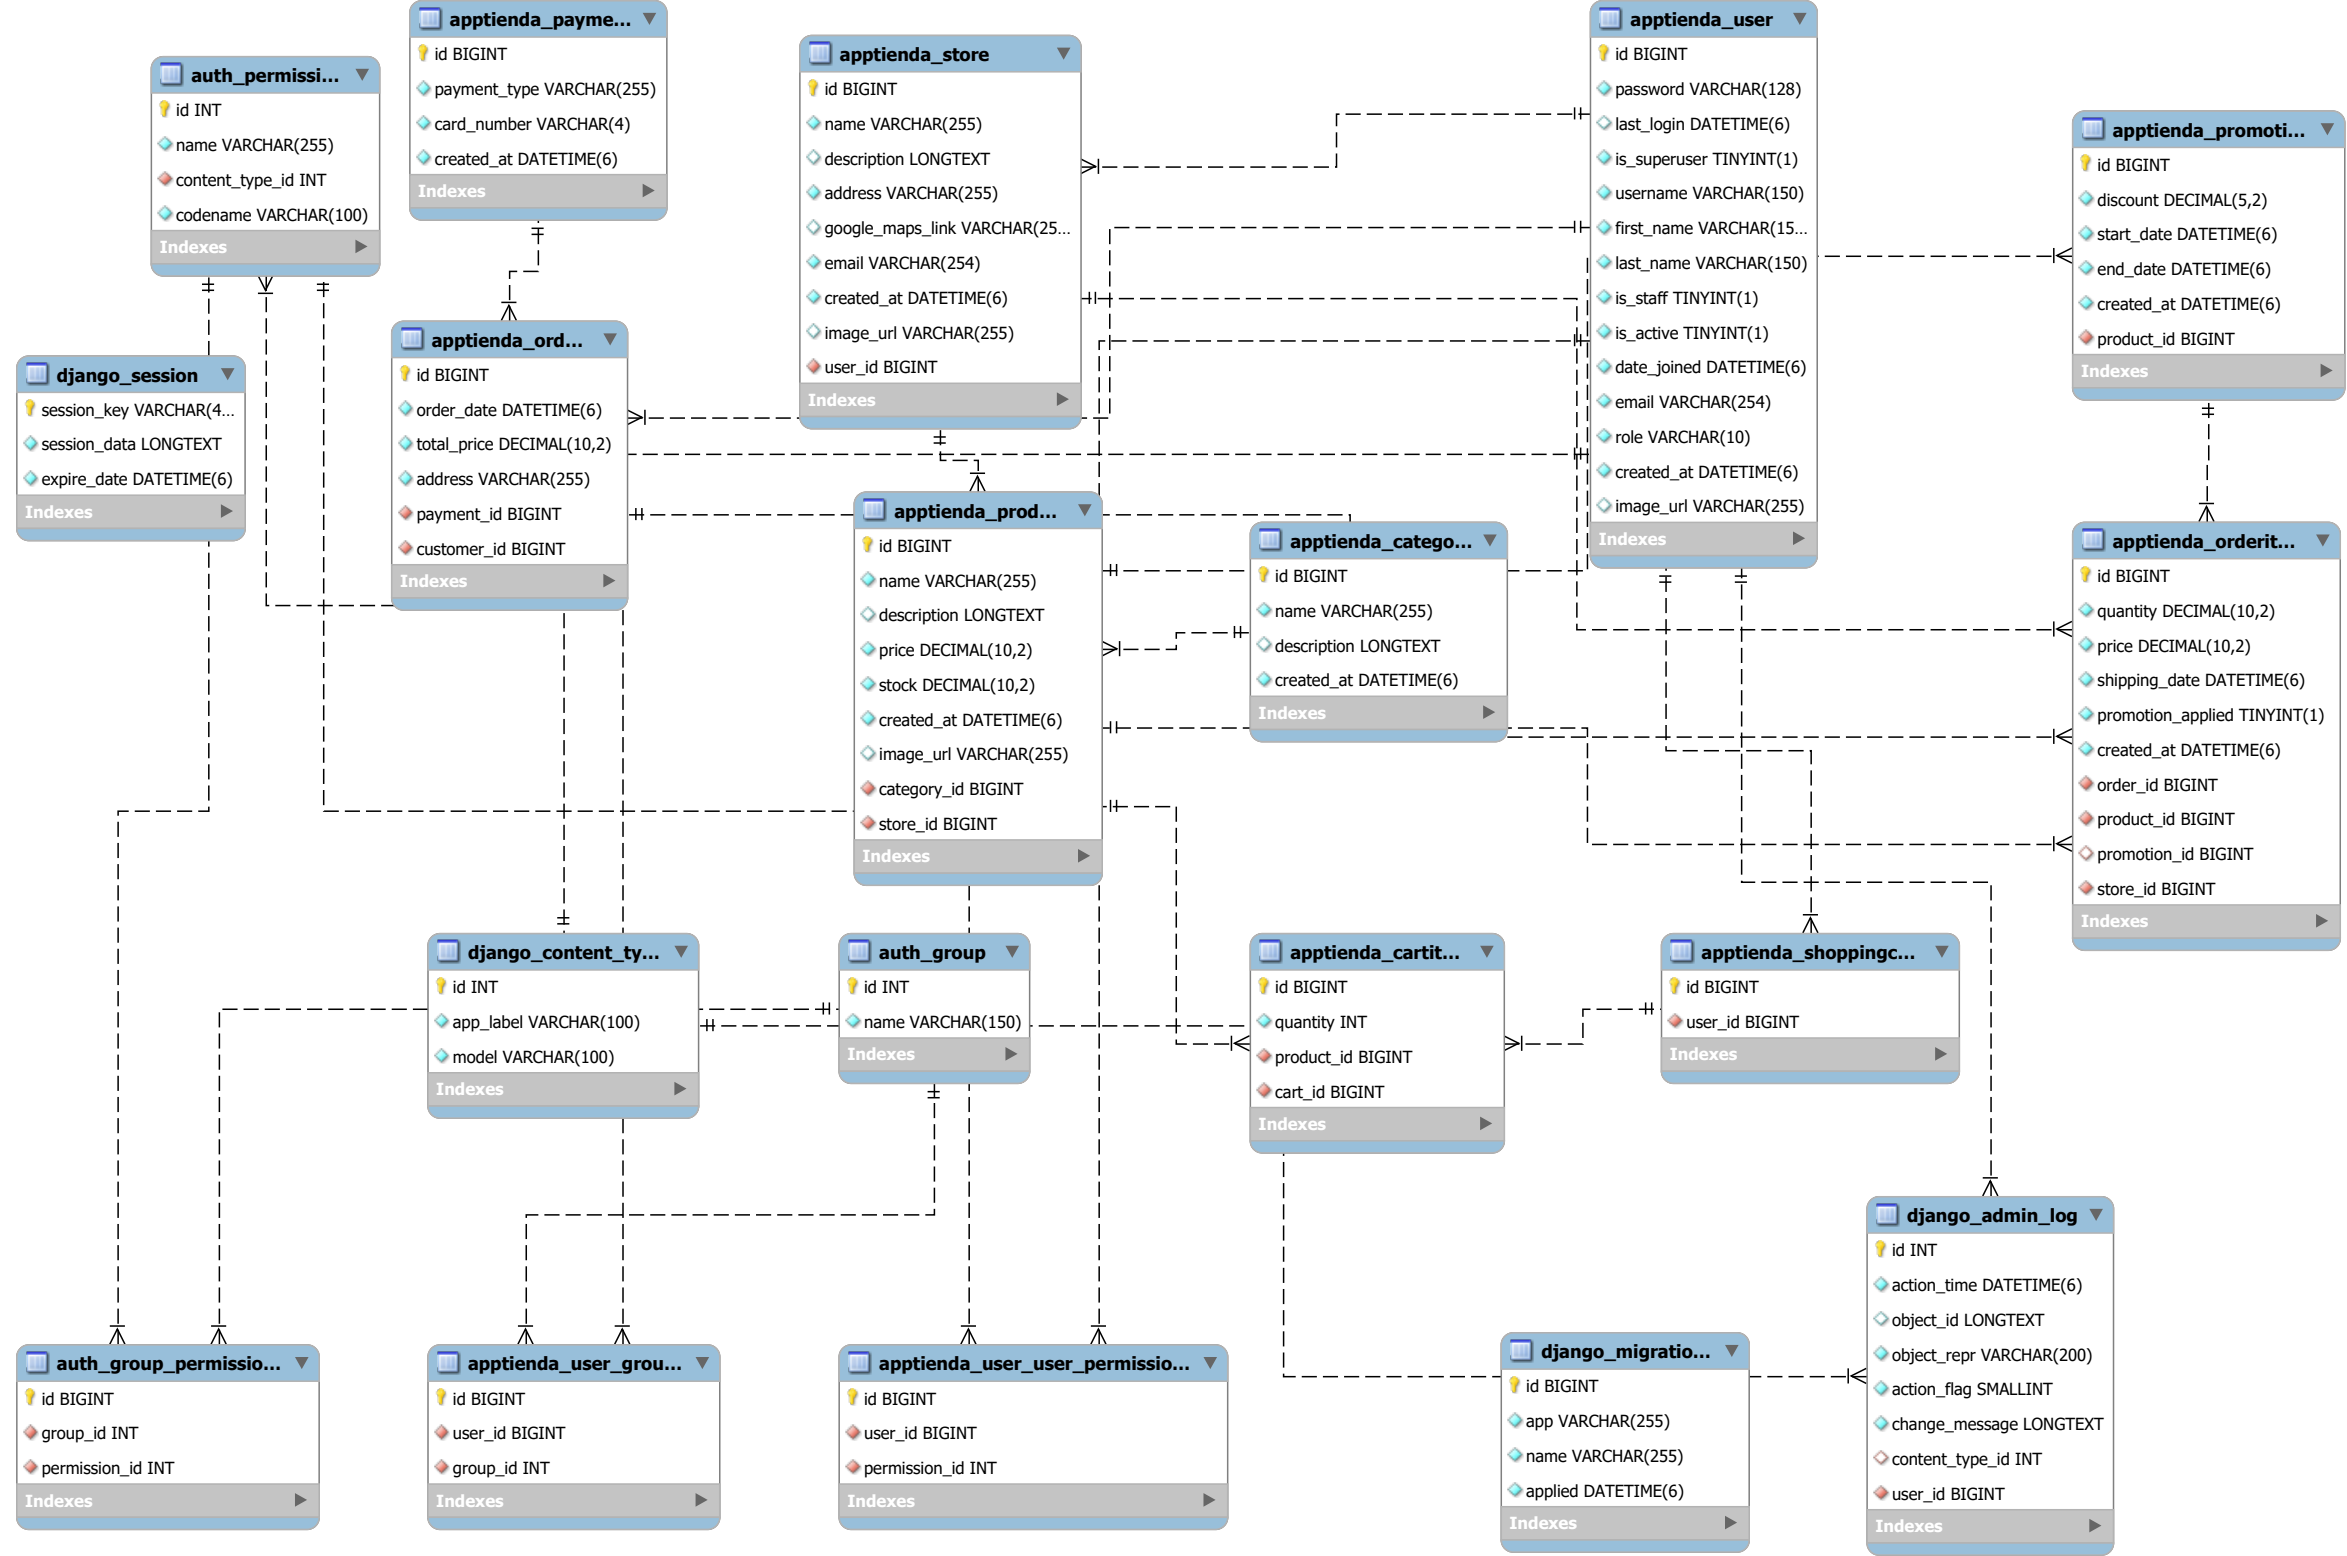 apptienda_payme...
id BIGINT
payment_type VARCHAR(255)
card_number VARCHAR(4)
created_at DATETIME(6)
Indexes
auth_permissi...
id INT
name VARCHAR(255)
content_type_id INT
codename VARCHAR(100)
Indexes
apptienda_store
id BIGINT
name VARCHAR(255)
description LONGTEXT
address VARCHAR(255)
google_maps_link VARCHAR(25...
email VARCHAR(254)
created_at DATETIME(6)
image_url VARCHAR(255)
user_id BIGINT
Indexes
apptienda_user
id BIGINT
password VARCHAR(128)
last_login DATETIME(6)
is_superuser TINYINT(1)
username VARCHAR(150)
first_name VARCHAR(15...
last_name VARCHAR(150)
is_staff TINYINT(1)
is_active TINYINT(1)
date_joined DATETIME(6)
email VARCHAR(254)
role VARCHAR(10)
created_at DATETIME(6)
image_url VARCHAR(255)
Indexes
apptienda_promoti...
id BIGINT
discount DECIMAL(5,2)
start_date DATETIME(6)
end_date DATETIME(6)
created_at DATETIME(6)
product_id BIGINT
Indexes
django_session
session_key VARCHAR(4...
session_data LONGTEXT
expire_date DATETIME(6)
Indexes
apptienda_ord...
id BIGINT
order_date DATETIME(6)
total_price DECIMAL(10,2)
address VARCHAR(255)
payment_id BIGINT
customer_id BIGINT
Indexes
apptienda_prod...
id BIGINT
name VARCHAR(255)
description LONGTEXT
price DECIMAL(10,2)
stock DECIMAL(10,2)
created_at DATETIME(6)
image_url VARCHAR(255)
category_id BIGINT
store_id BIGINT
Indexes
apptienda_catego...
id BIGINT
name VARCHAR(255)
description LONGTEXT
created_at DATETIME(6)
Indexes
apptienda_orderit...
id BIGINT
quantity DECIMAL(10,2)
price DECIMAL(10,2)
shipping_date DATETIME(6)
promotion_applied TINYINT(1)
created_at DATETIME(6)
order_id BIGINT
product_id BIGINT
promotion_id BIGINT
store_id BIGINT
Indexes
django_content_ty...
id INT
app_label VARCHAR(100)
model VARCHAR(100)
Indexes
auth_group
id INT
name VARCHAR(150)
Indexes
apptienda_cartit...
id BIGINT
quantity INT
product_id BIGINT
cart_id BIGINT
Indexes
apptienda_shoppingc...
id BIGINT
user_id BIGINT
Indexes
django_admin_log
id INT
action_time DATETIME(6)
object_id LONGTEXT
object_repr VARCHAR(200)
action_flag SMALLINT
change_message LONGTEXT
content_type_id INT
user_id BIGINT
Indexes
auth_group_permissio...
id BIGINT
group_id INT
permission_id INT
Indexes
apptienda_user_grou...
id BIGINT
user_id BIGINT
group_id INT
Indexes
apptienda_user_user_permissio...
id BIGINT
user_id BIGINT
permission_id INT
Indexes
django_migratio...
id BIGINT
app VARCHAR(255)
name VARCHAR(255)
applied DATETIME(6)
Indexes